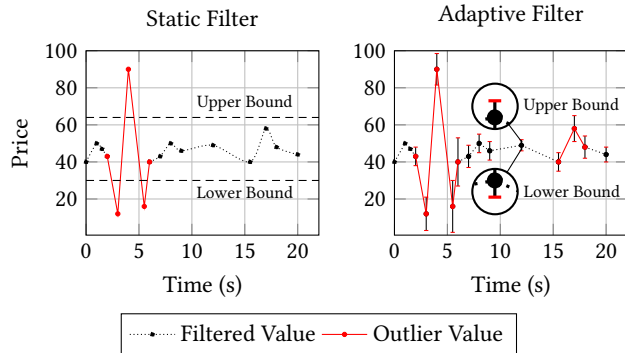 Static Filter
Adaptive Filter
100
80
60
40
20
0
5
10
15
20
Price
Time (s)
Upper Bound
Lower Bound
100
80
60
40
20
0
5
10
15
20
Time (s)
Upper Bound
Lower Bound
Filtered Value
Outlier Value